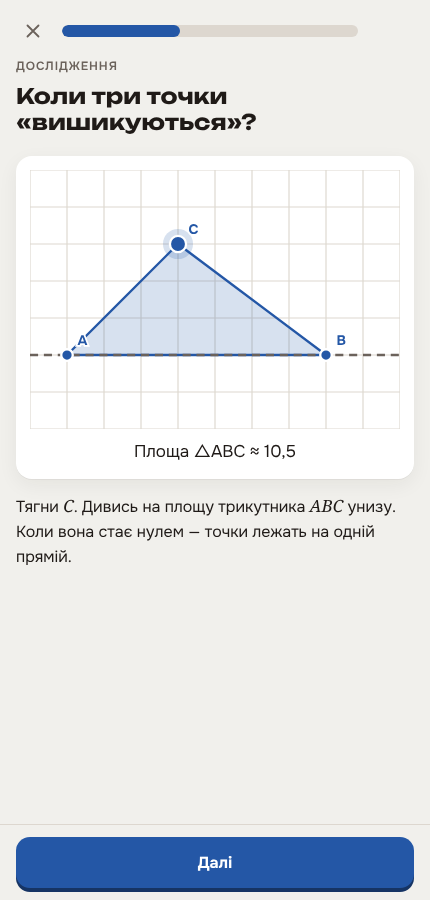 ДОСЛІДЖЕННЯ
Коли три точки
«вишикуються»?
C
A
B
Площа △ABC ≈ 10,5
Тягни C. Дивись на площу трикутника ABC унизу.
Коли вона стає нулем — точки лежать на одній
прямій.
Далі